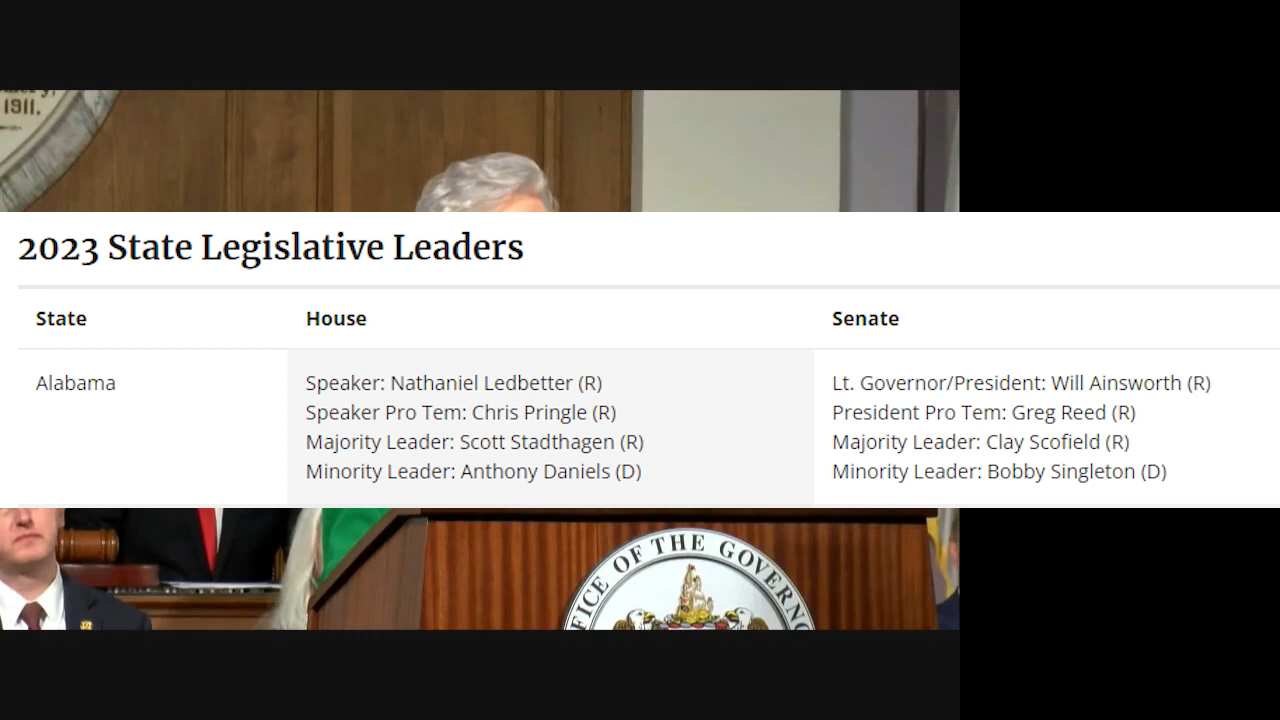 1911.
2023 State Legislative Leaders
State House Senate
Alabama
Speaker: Nathaniel Ledbetter (R)
Speaker Pro Tem: Chris Pringle (R)
Majority Leader: Scott Stadthagen (R)
Minority Leader: Anthony Daniels (D)
Lt. Governor/President: Will Ainsworth (R)
President Pro Tem: Greg Reed (R)
Majority Leader: Clay Scofield (R)
Minority Leader: Bobby Singleton (D)
FICE OF THE GOVERNO